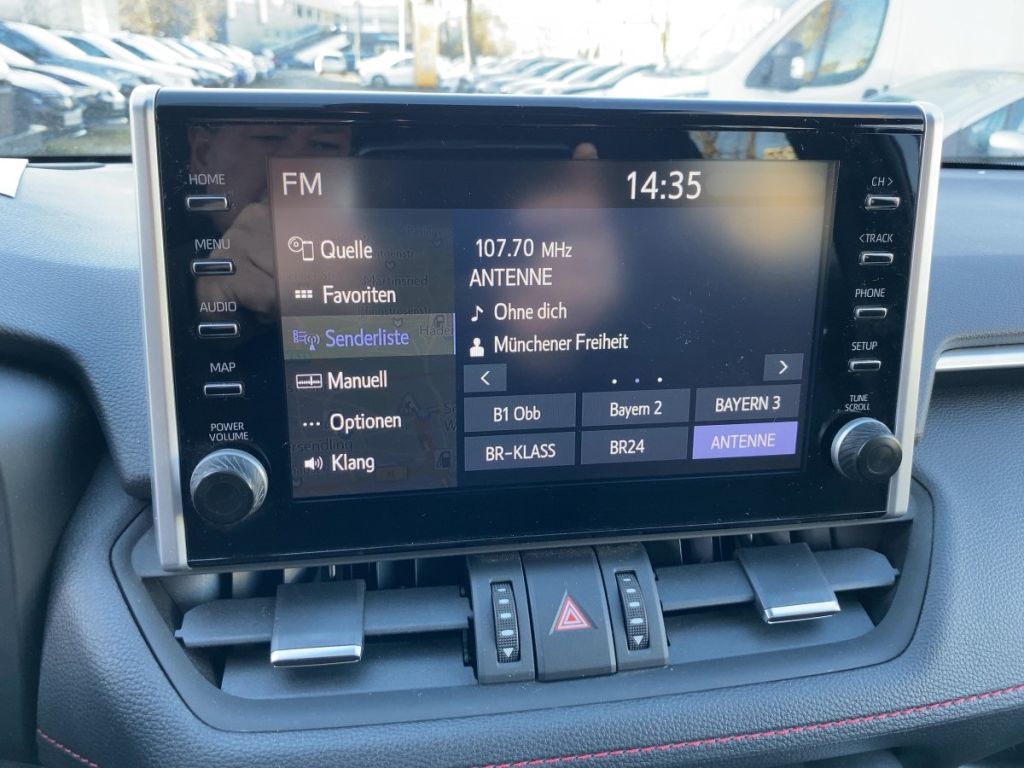 HOME
MENU
AUDIO
MAP
POWER
VOLUME
FM
14:35
Quelle
Favoriten
Senderliste
Manuell
Optionen
Klang
107.70 MHz
ANTENNE
Ohne dich
Münchener Freiheit
B1 Obb
Bayern 2
BAYERN 3
BR-KLASS
BR24
ANTENNE
Martinsried
CH >
< TRACK
PHONE
SETUP
TUNE
SCROLL